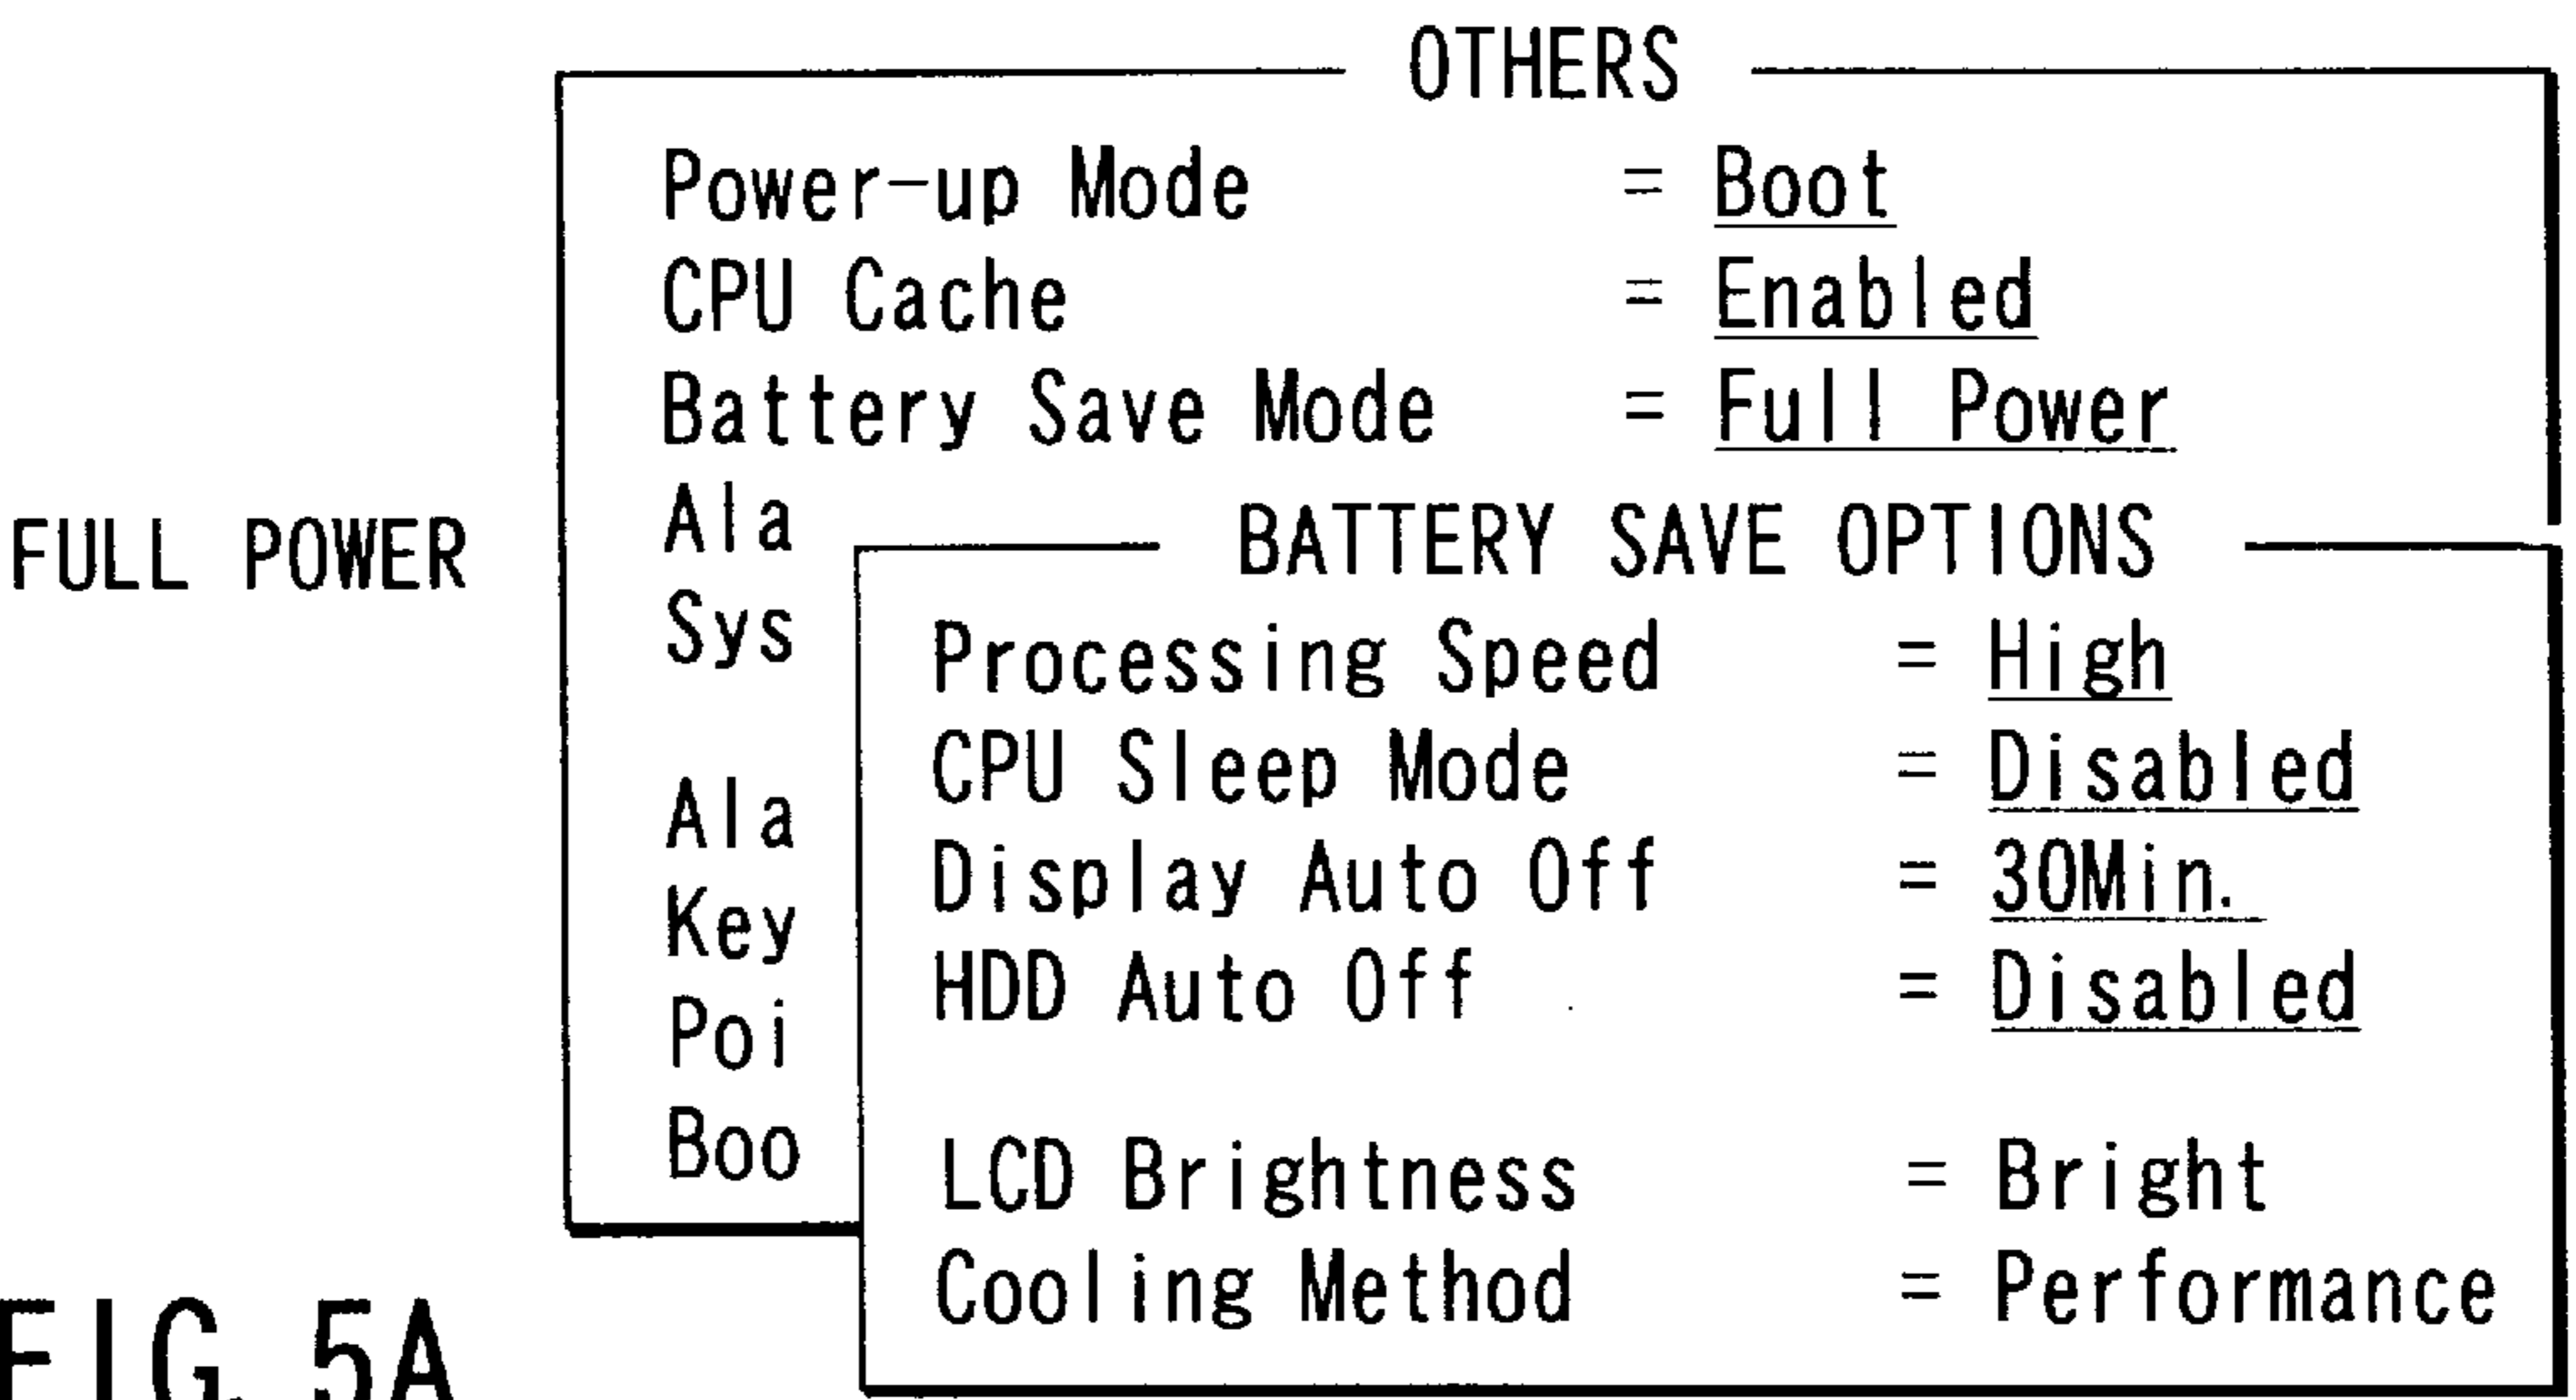 OTHERS
Power-up Mode = Boot
CPU Cache = Enabled
Battery Save Mode = Full Power
Ala
FULL POWER
BATTERY SAVE OPTIONS
Sys
Processing Speed = High
CPU Sleep Mode = Disabled
Ala
Display Auto Off = 30Min.
Key
HDD Auto Off = Disabled
Poi
Boo
LCD Brightness = Bright
Cooling Method = Performance
FIG. 5A